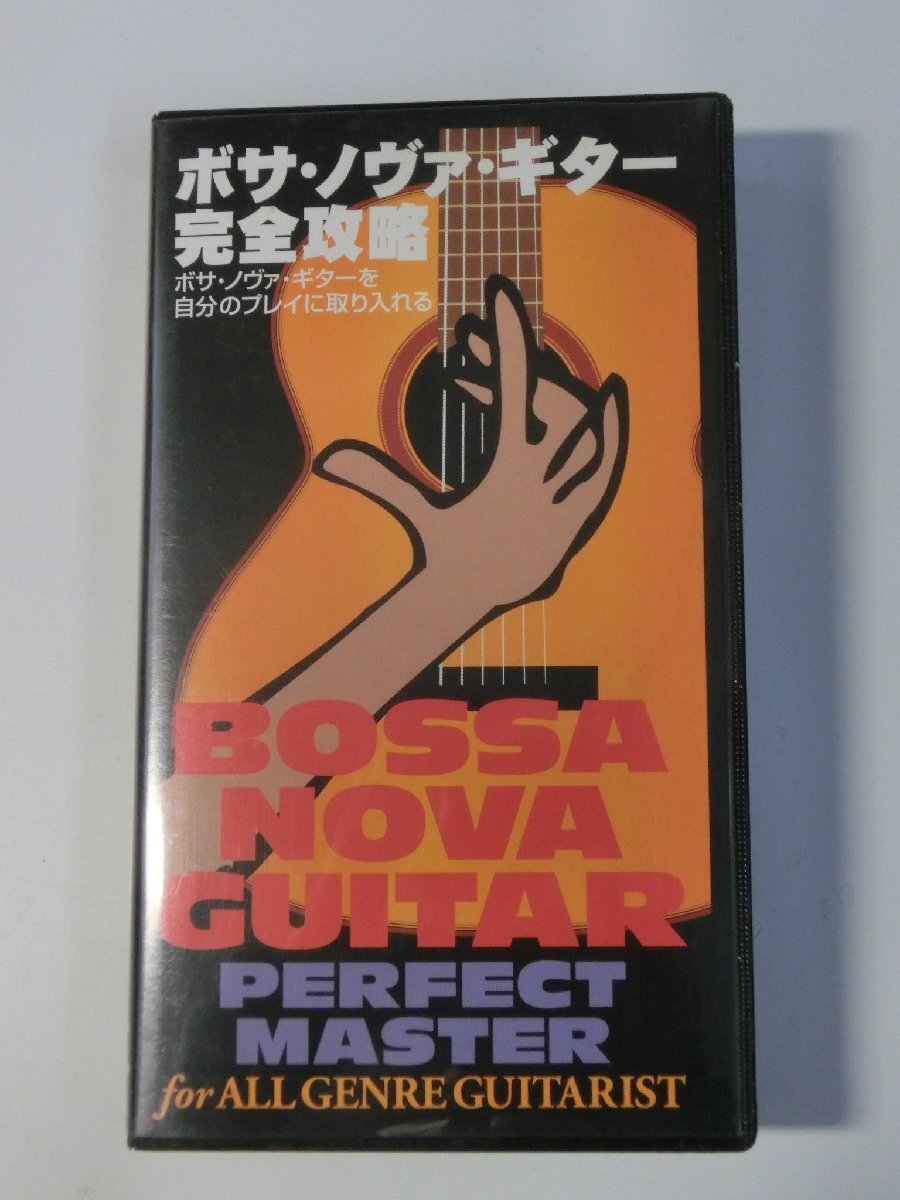 ボサ・ノヴァ・ギター
完全攻略
ボサ・ノヴァ・ギターを
自分のプレイに取り入れる
BOSSA
NOVA
GUITAR
PERFECT
MASTER
for ALL GENRE GUITARIST